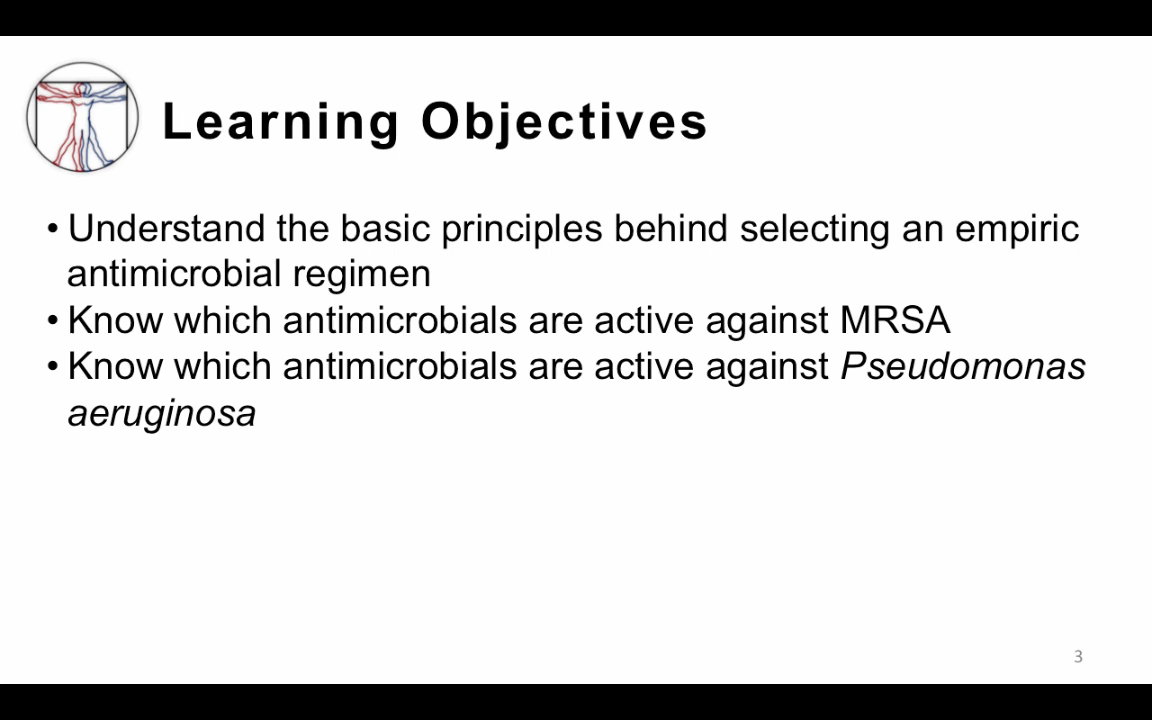 Learning Objectives
• Understand the basic principles behind selecting an empiric
antimicrobial regimen
• Know which antimicrobials are active against MRSA
• Know which antimicrobials are active against Pseudomonas
aeruginosa
3